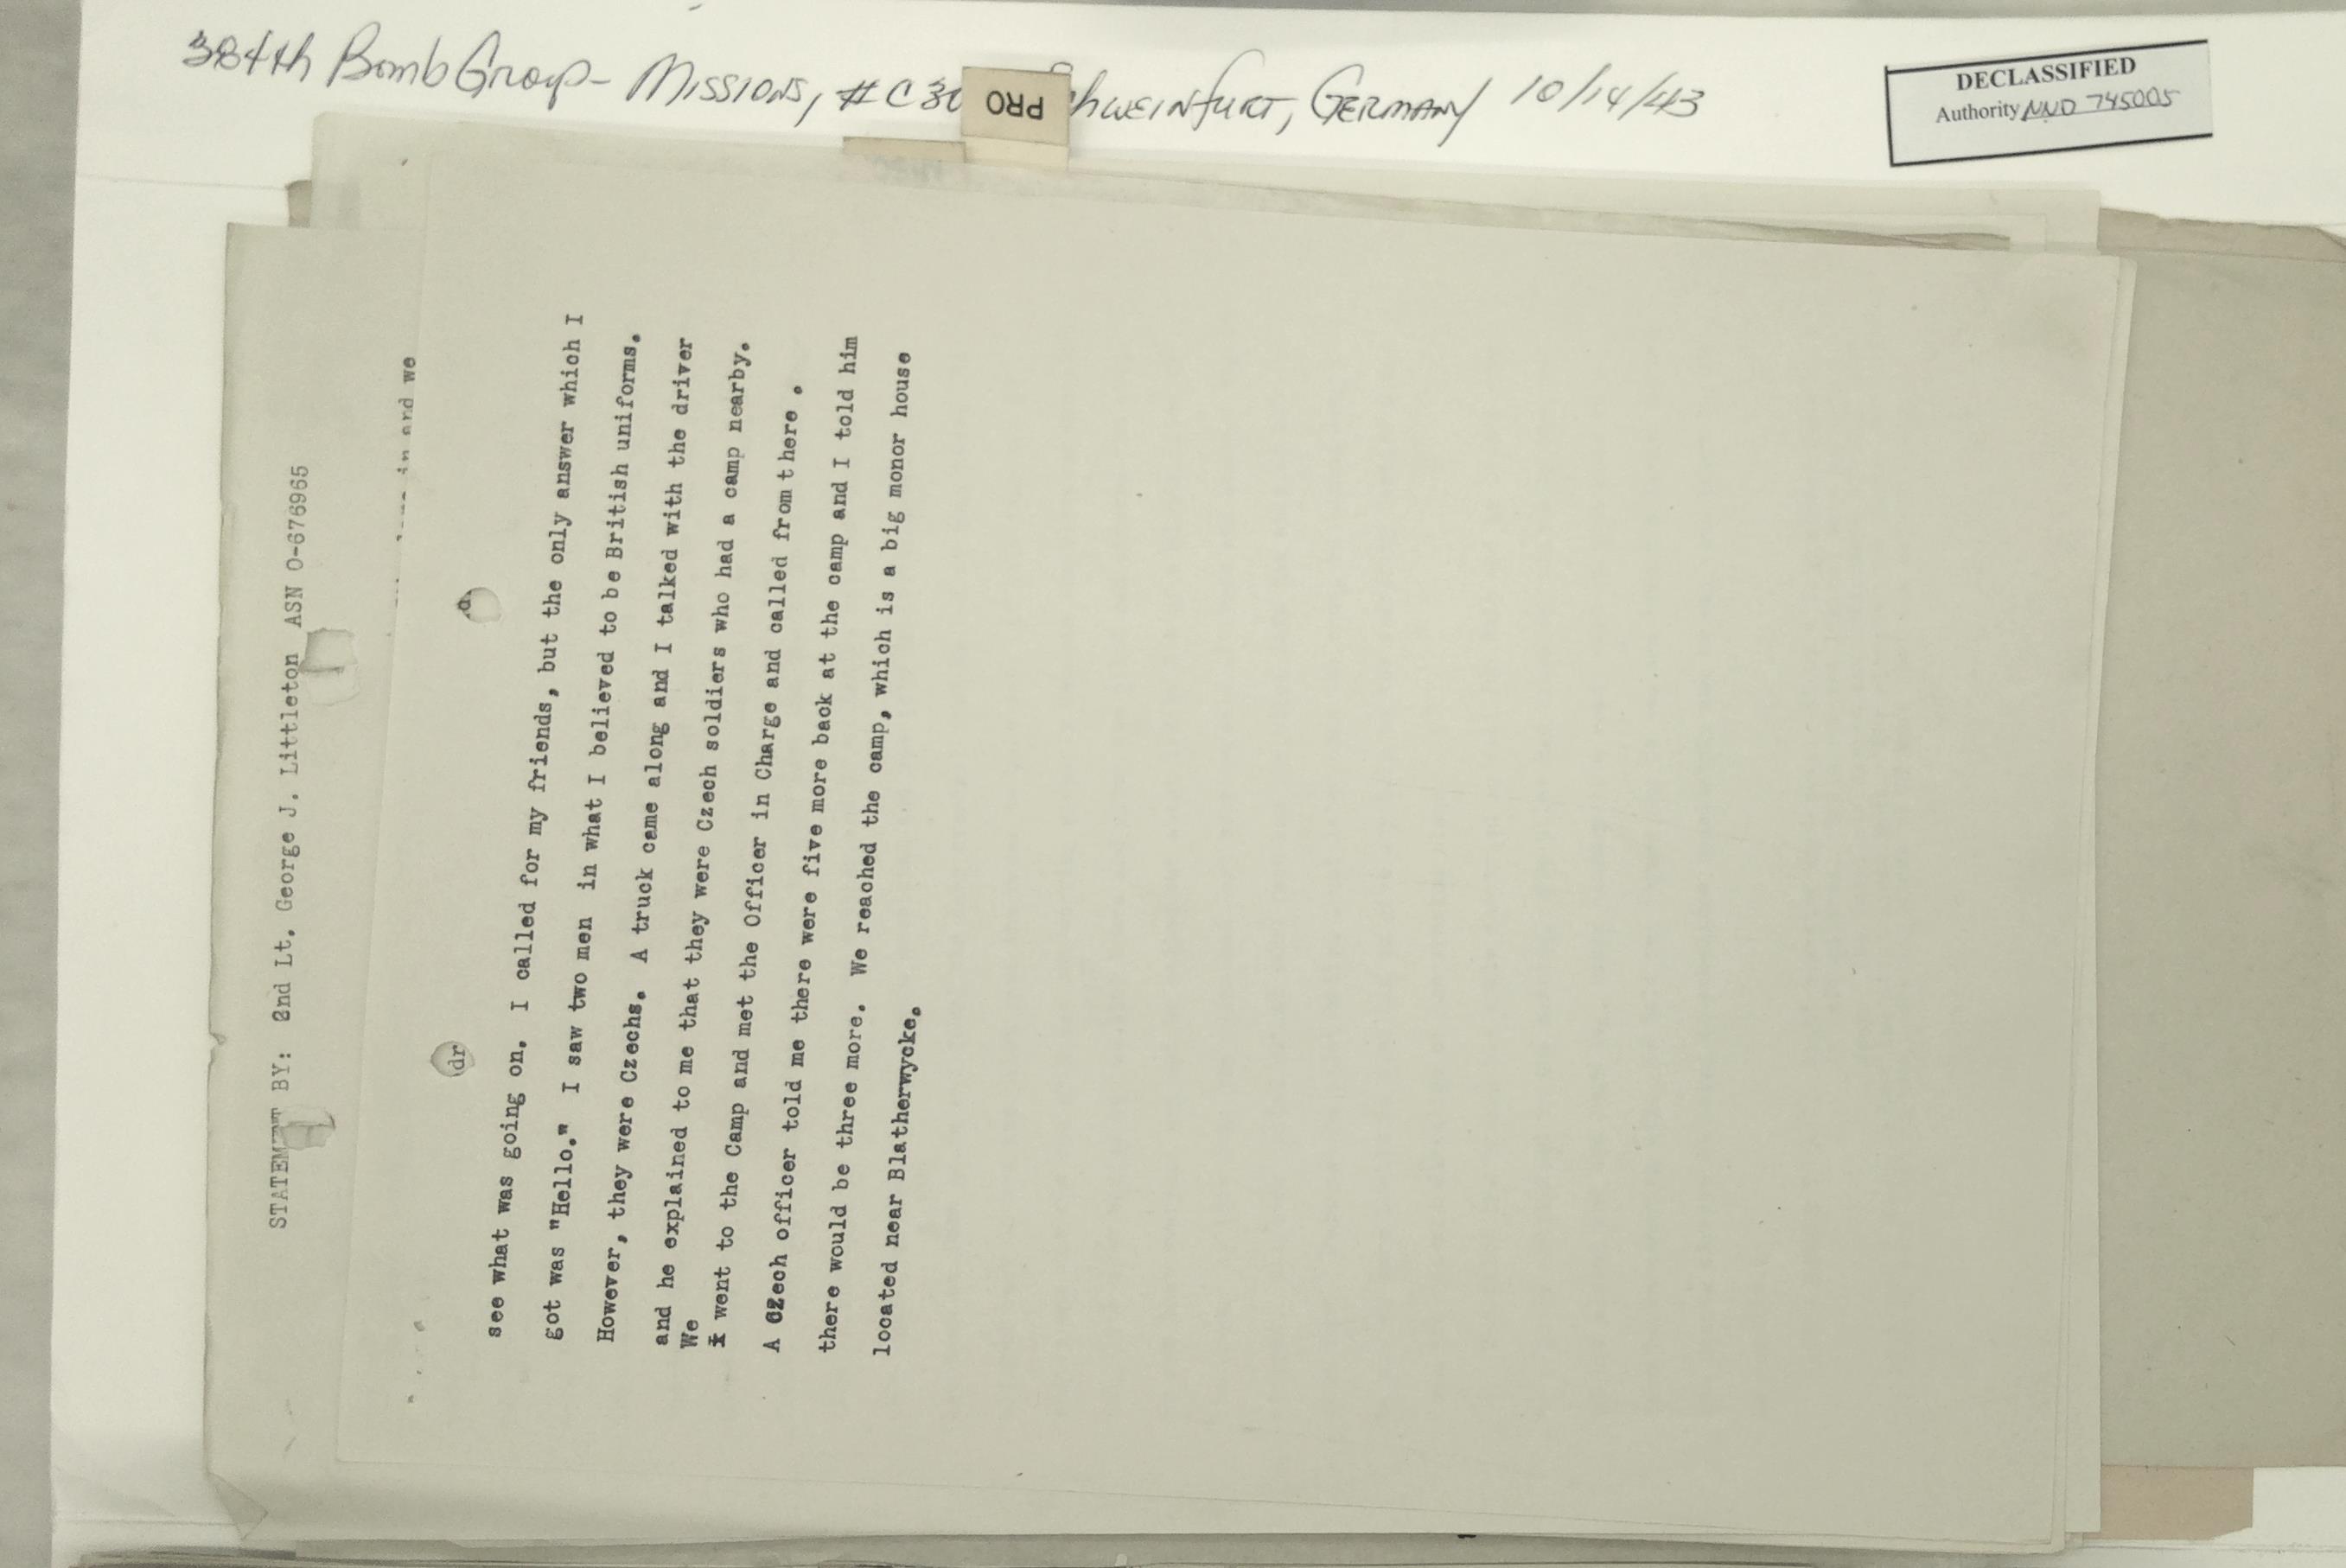 384th Bomb Group - Missions, #C30 chweinfurt, Germany 10/14/43
PRO
DECLASSIFIED
Authority NND 745005
STATEMENT BY: 2nd Lt. George J. Littleton ASN O-676965
in and we
dr
a
see what was going on. I called for my friends, but the only answer which I
got was "Hello." I saw two men in what I believed to be British uniforms.
However, they were Czechs. A truck came along and I talked with the driver
and he explained to me that they were Czech soldiers who had a camp nearby.
We
I went to the Camp and met the Officer in Charge and called from there .
A Czech officer told me there were five more back at the camp and I told him
there would be three more. We reached the camp, which is a big monor house
located near Blatherwycke.